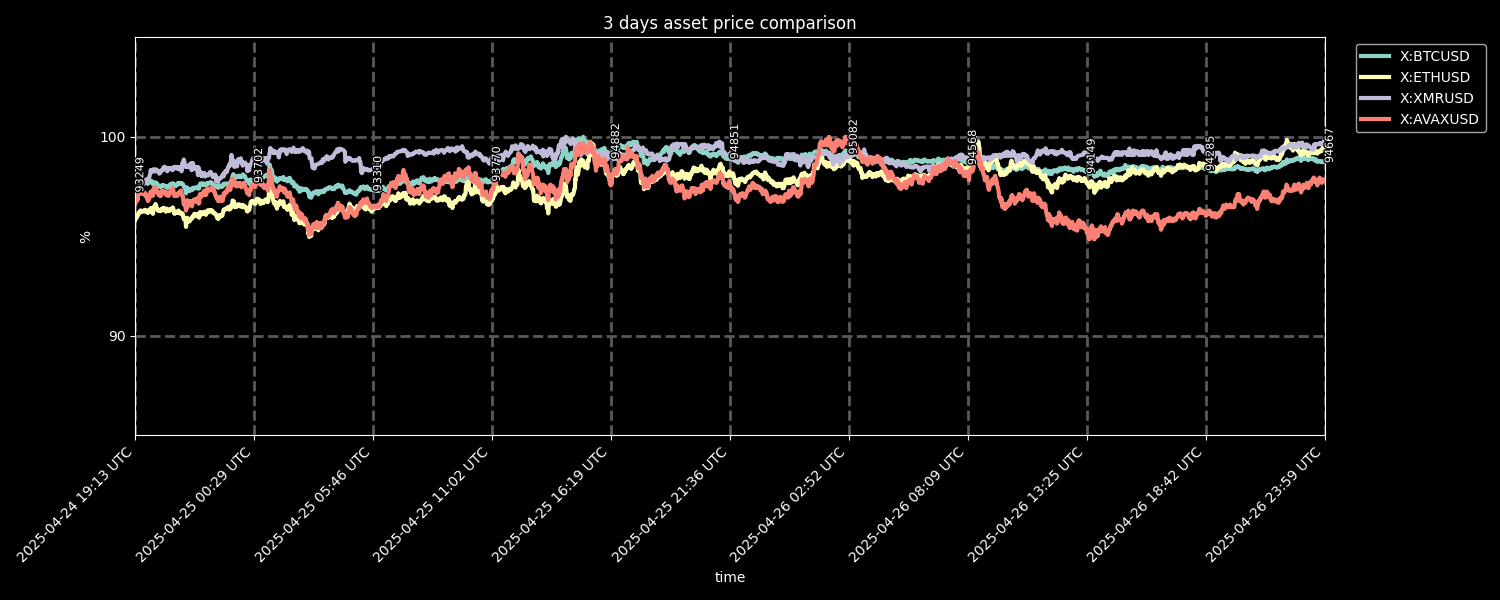 3 days asset price comparison
X:BTCUSD
X:ETHUSD
X:XMRUSD
X:AVAXUSD
100
90
%
93249
93702
93340
93770
94882
94851
95082
94568
94149
94285
94667
2025-04-24 19:13 UTC
2025-04-25 00:29 UTC
2025-04-25 05:46 UTC
2025-04-25 11:02 UTC
2025-04-25 16:19 UTC
2025-04-25 21:36 UTC
2025-04-26 02:52 UTC
2025-04-26 08:09 UTC
2025-04-26 13:25 UTC
2025-04-26 18:42 UTC
2025-04-26 23:59 UTC
time